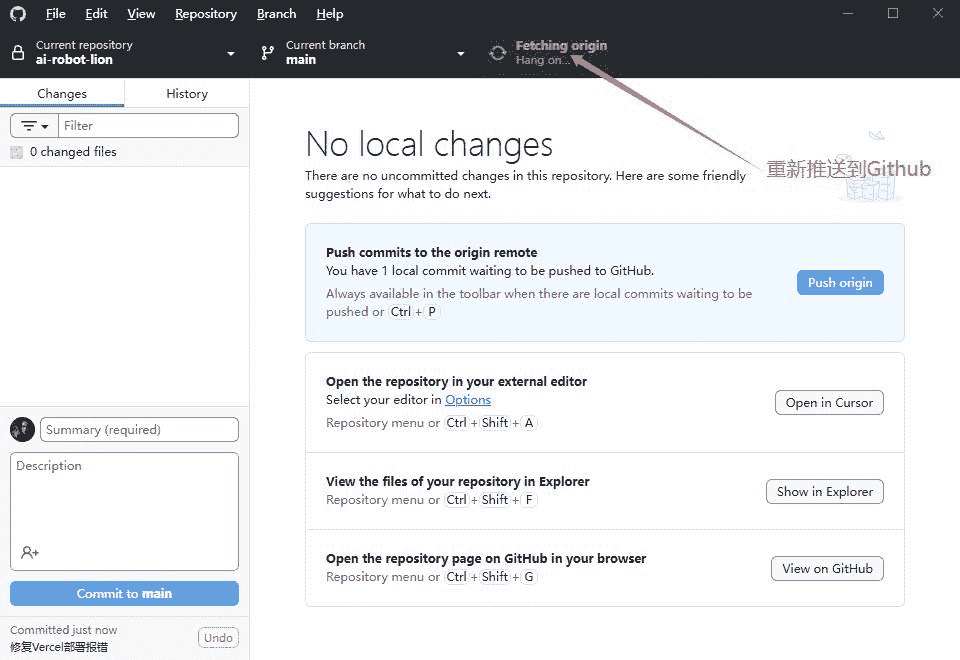 File Edit View Repository Branch Help
Current repository
ai-robot-lion
Current branch
main
Fetching origin
Hang on...
Changes
History
Filter
0 changed files
No local changes
There are no uncommitted changes in this repository. Here are some friendly
suggestions for what to do next.
重新推送到Github
Push commits to the origin remote
You have 1 local commit waiting to be pushed to GitHub.
Always available in the toolbar when there are local commits waiting to be
pushed or Ctrl + P
Push origin
Open the repository in your external editor
Select your editor in Options
Repository menu or Ctrl + Shift + A
Open in Cursor
View the files of your repository in Explorer
Repository menu or Ctrl + Shift + F
Show in Explorer
Open the repository page on GitHub in your browser
Repository menu or Ctrl + Shift + G
View on GitHub
Summary (required)
Description
Commit to main
Committed just now
修复Vercel部署报错
Undo